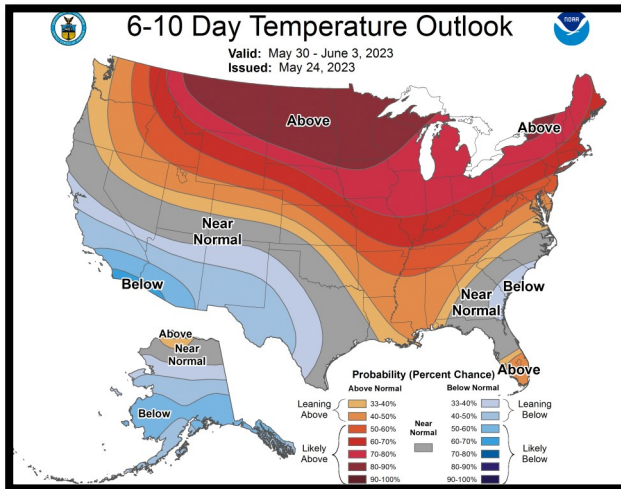 6-10 Day Temperature Outlook
Valid: May 30 - June 3, 2023
Issued: May 24, 2023
NOAA
Above
Above
Near
Normal
Below
Near
Normal
Below
Above
Above
Near
Normal
Below
Probability (Percent Chance)
Above Normal
Below Normal
Leaning
Above
33-40%
40-50%
Likely
Above
50-60%
60-70%
70-80%
80-90%
90-100%
Near
Normal
33-40%
40-50%
Leaning
Below
50-60%
60-70%
70-80%
80-90%
90-100%
Likely
Below